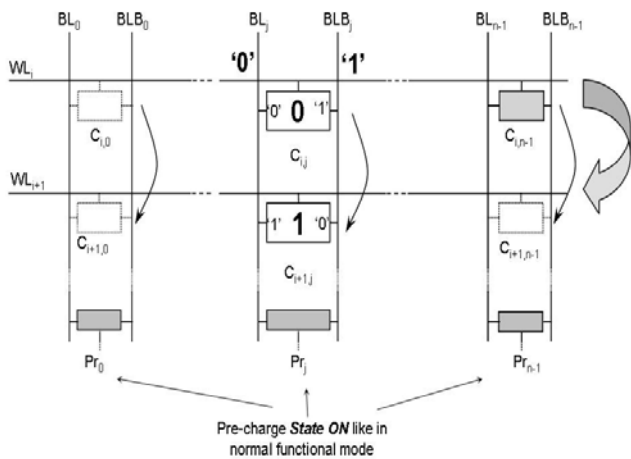 BL₀ BLB₀ BLⱼ BLBⱼ BLₙ₋₁ BLBₙ₋₁
‘0’ ‘1’
WLᵢ
‘0’ 0 ‘1’
Cᵢ,₀ Cᵢ,ⱼ Cᵢ,ₙ₋₁
WLᵢ₊₁
‘1’ 1 ‘0’
Cᵢ₊₁,₀ Cᵢ₊₁,ⱼ Cᵢ₊₁,ₙ₋₁
Pr₀ Prⱼ Prₙ₋₁
Pre-charge State ON like in
normal functional mode